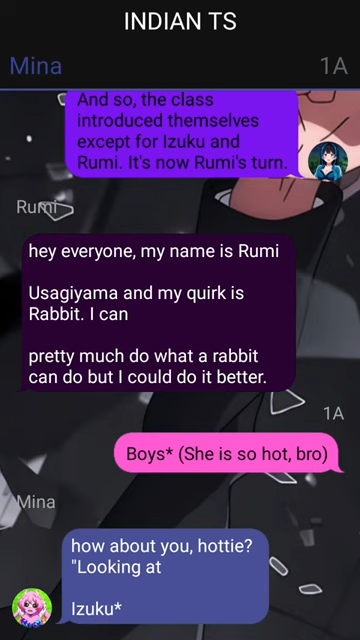 INDIAN TS
Mina 1A
And so, the class
introduced themselves
except for Izuku and
Rumi. It's now Rumi's turn.
Rumi
hey everyone, my name is Rumi
Usagiyama and my quirk is
Rabbit. I can
pretty much do what a rabbit
can do but I could do it better.
1A
Boys* (She is so hot, bro)
Mina
how about you, hottie?
"Looking at
Izuku*